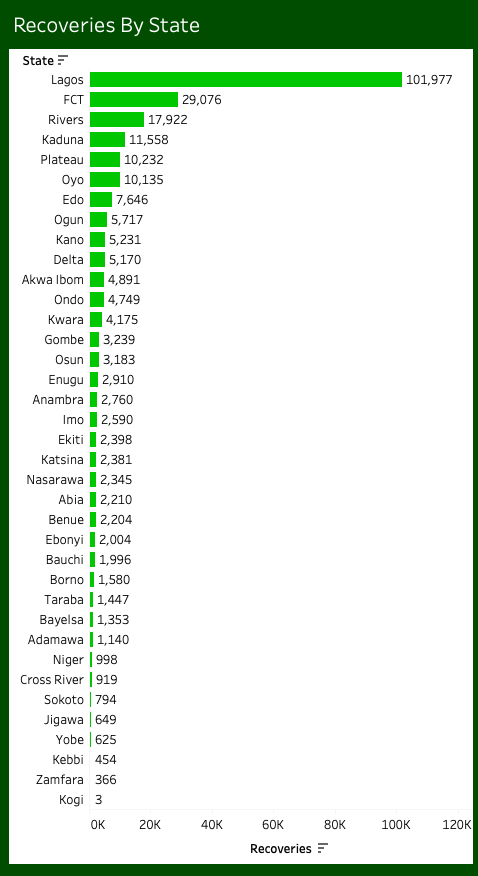 Recoveries By State
State
Lagos 101,977
FCT 29,076
Rivers 17,922
Kaduna 11,558
Plateau 10,232
Oyo 10,135
Edo 7,646
Ogun 5,717
Kano 5,231
Delta 5,170
Akwa Ibom 4,891
Ondo 4,749
Kwara 4,175
Gombe 3,239
Osun 3,183
Enugu 2,910
Anambra 2,760
Imo 2,590
Ekiti 2,398
Katsina 2,381
Nasarawa 2,345
Abia 2,210
Benue 2,204
Ebonyi 2,004
Bauchi 1,996
Borno 1,580
Taraba 1,447
Bayelsa 1,353
Adamawa 1,140
Niger 998
Cross River 919
Sokoto 794
Jigawa 649
Yobe 625
Kebbi 454
Zamfara 366
Kogi 3
0K 20K 40K 60K 80K 100K 120K
Recoveries